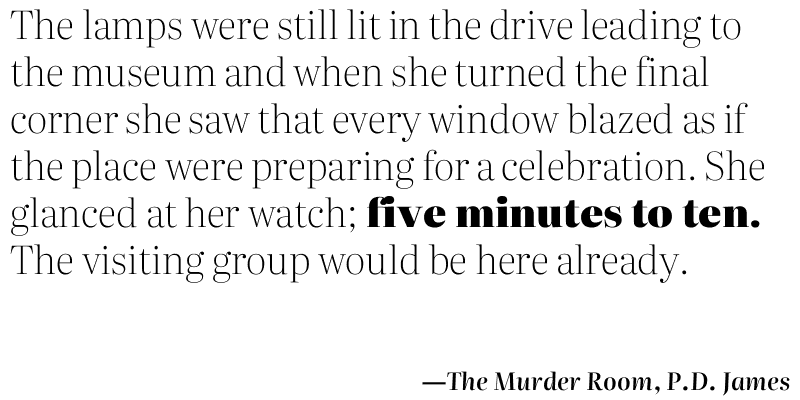 The lamps were still lit in the drive leading to
the museum and when she turned the final
corner she saw that every window blazed as if
the place were preparing for a celebration. She
glanced at her watch; five minutes to ten.
The visiting group would be here already.
—The Murder Room, P.D. James